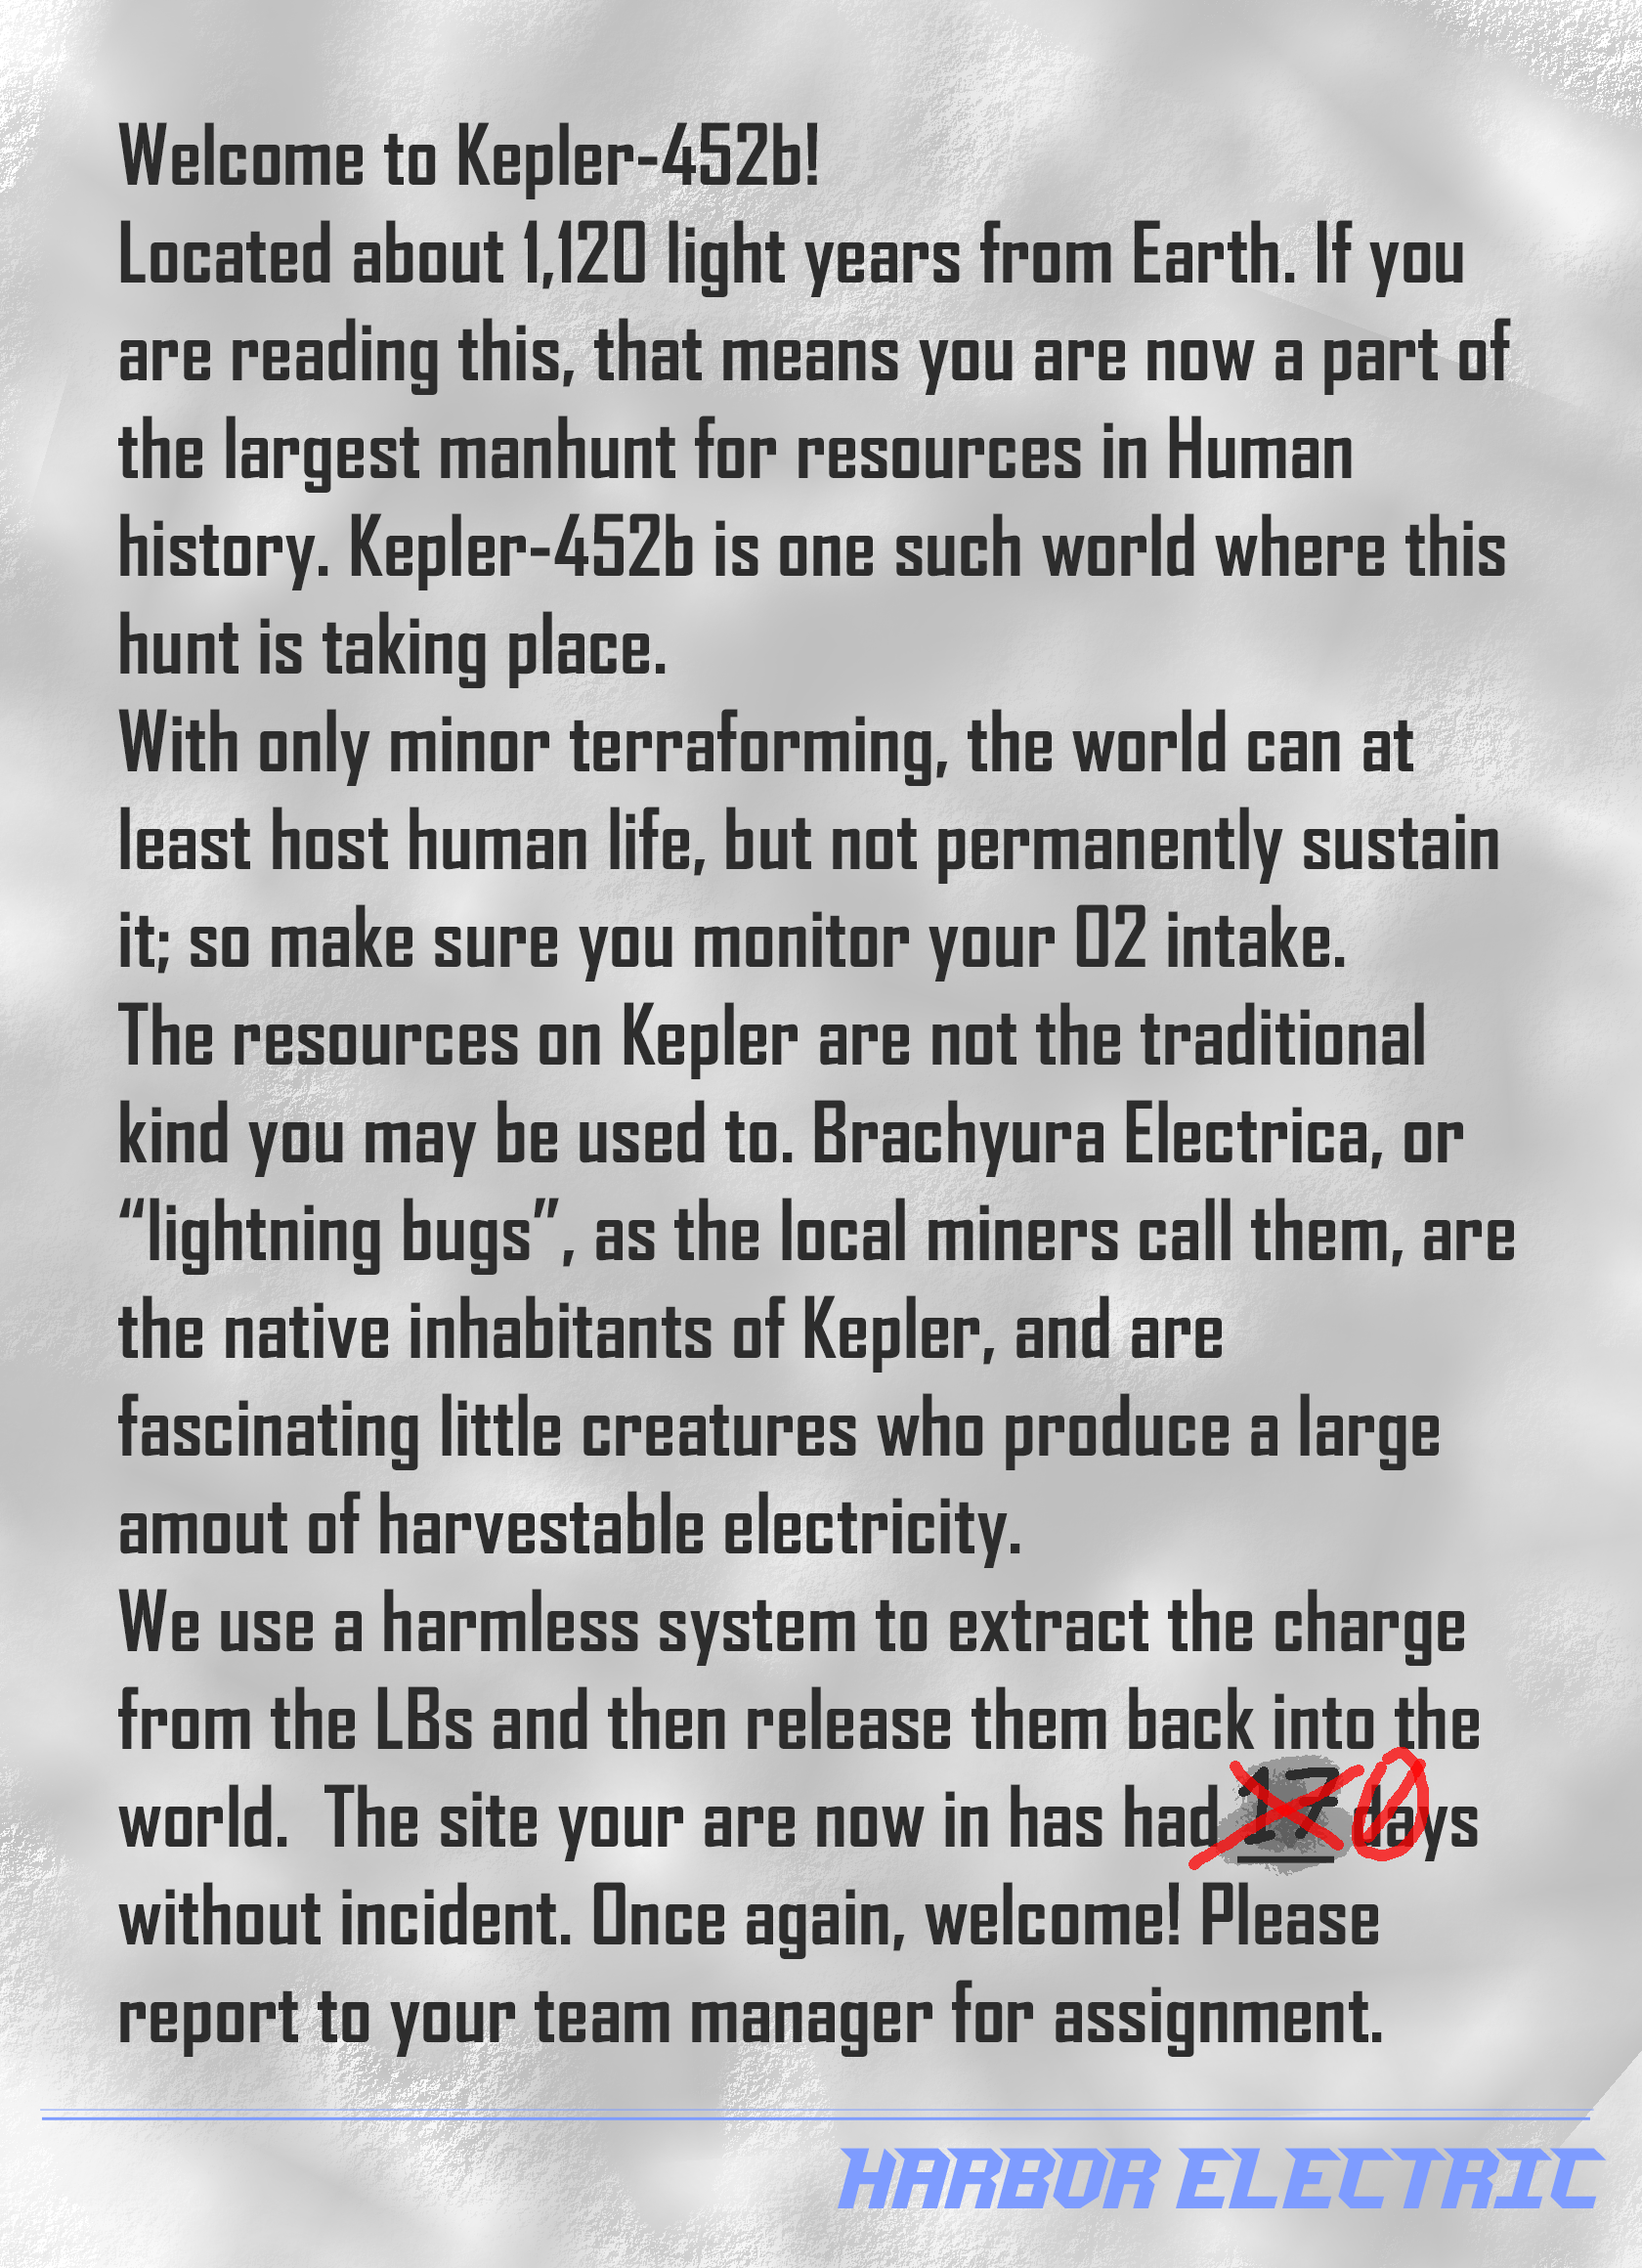 Welcome to Kepler-452b!
Located about 1,120 light years from Earth. If you
are reading this, that means you are now a part of
the largest manhunt for resources in Human
history. Kepler-452b is one such world where this
hunt is taking place.
With only minor terraforming, the world can at
least host human life, but not permanently sustain
it; so make sure you monitor your O2 intake.
The resources on Kepler are not the traditional
kind you may be used to. Brachyura Electrica, or
“lightning bugs”, as the local miners call them, are
the native inhabitants of Kepler, and are
fascinating little creatures who produce a large
amout of harvestable electricity.
We use a harmless system to extract the charge
from the LBs and then release them back into the
world.  The site your are now in has had 17 0 days
without incident. Once again, welcome! Please
report to your team manager for assignment.
HARBOR ELECTRIC